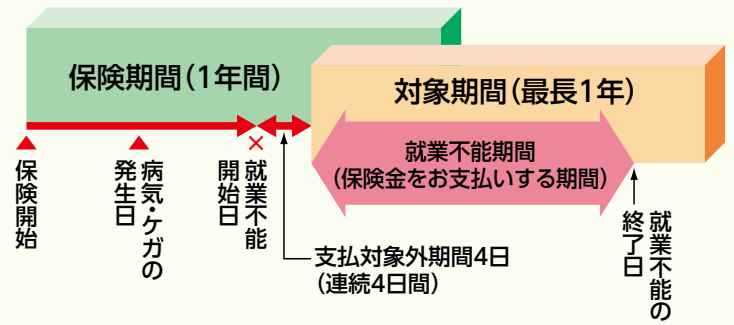 保険期間（1年間）
対象期間（最長1年）
就業不能期間
（保険金をお支払いする期間）
保険開始
病気・ケガの
発生日
就業不能
開始日
支払対象外期間4日
（連続4日間）
就業不能の
終了日